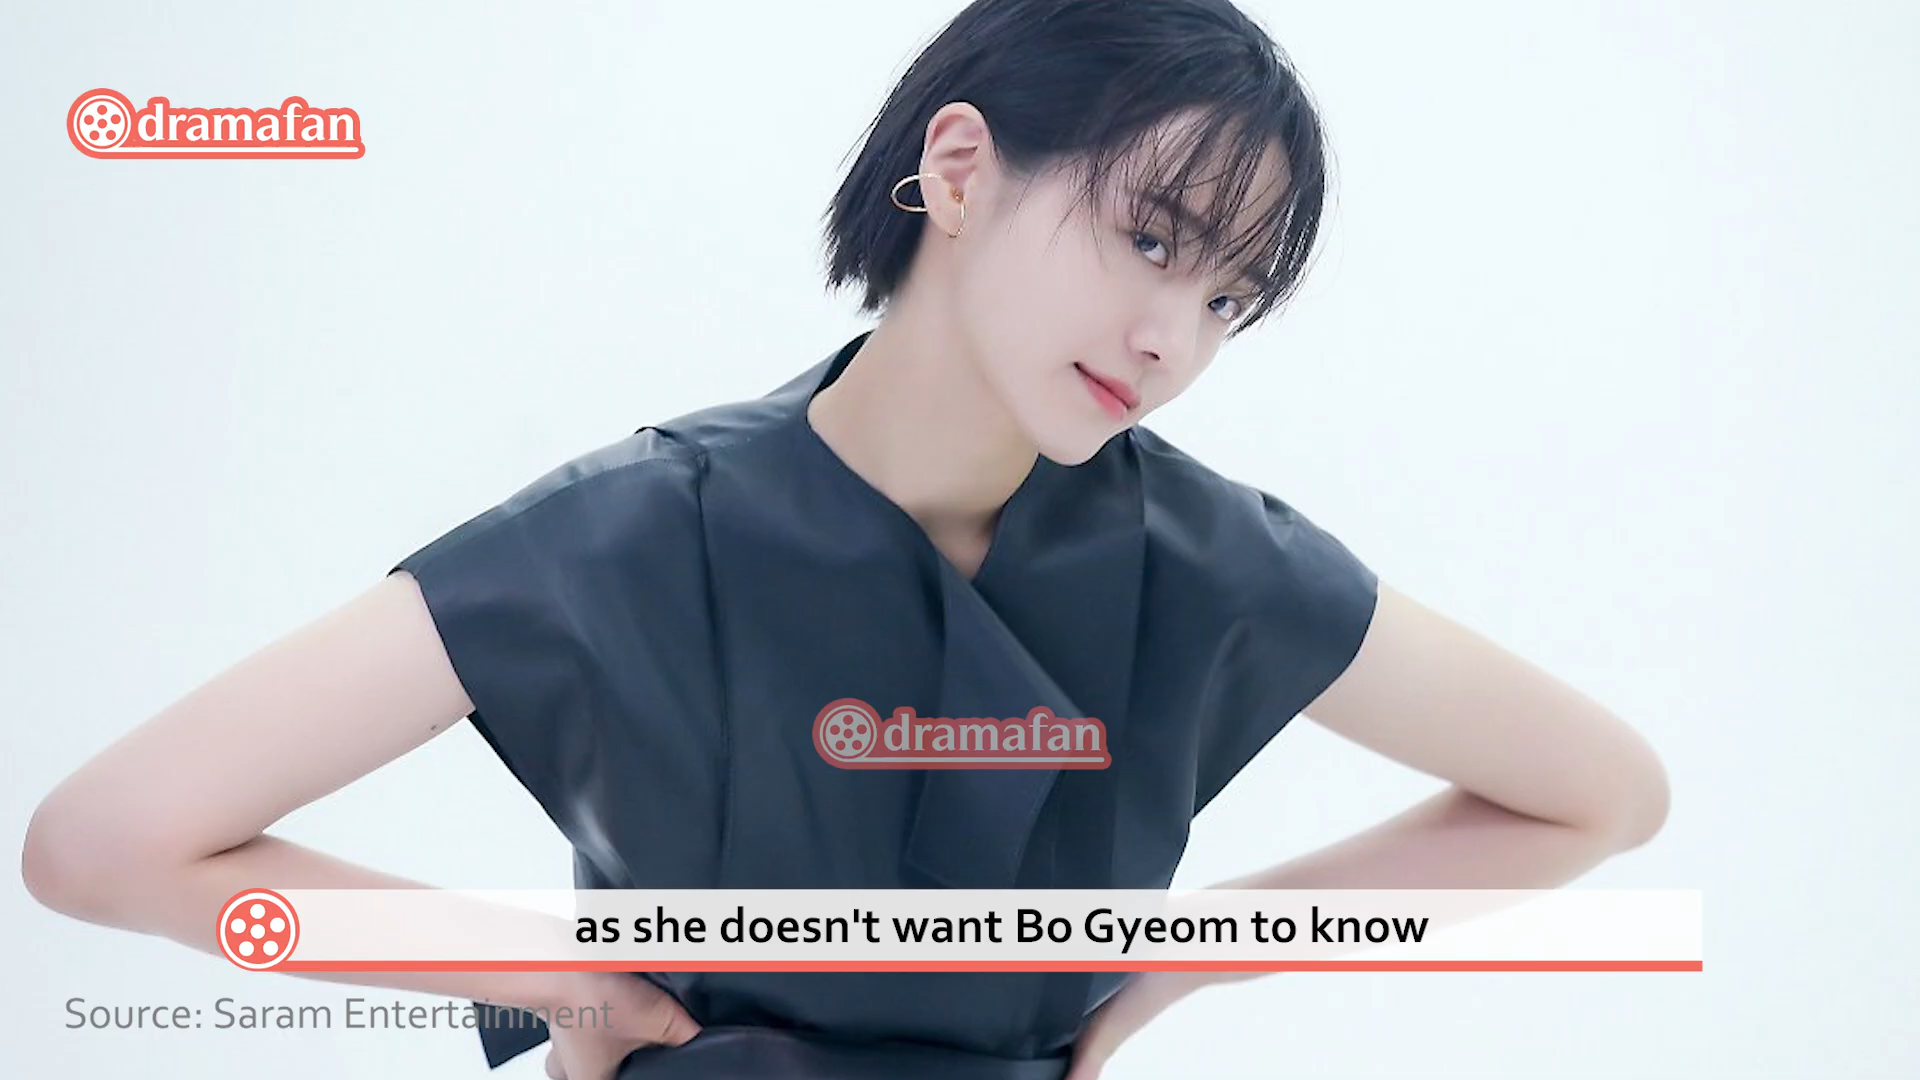 dramafan
dramafan
as she doesn't want Bo Gyeom to know
Source: Saram Entertainment